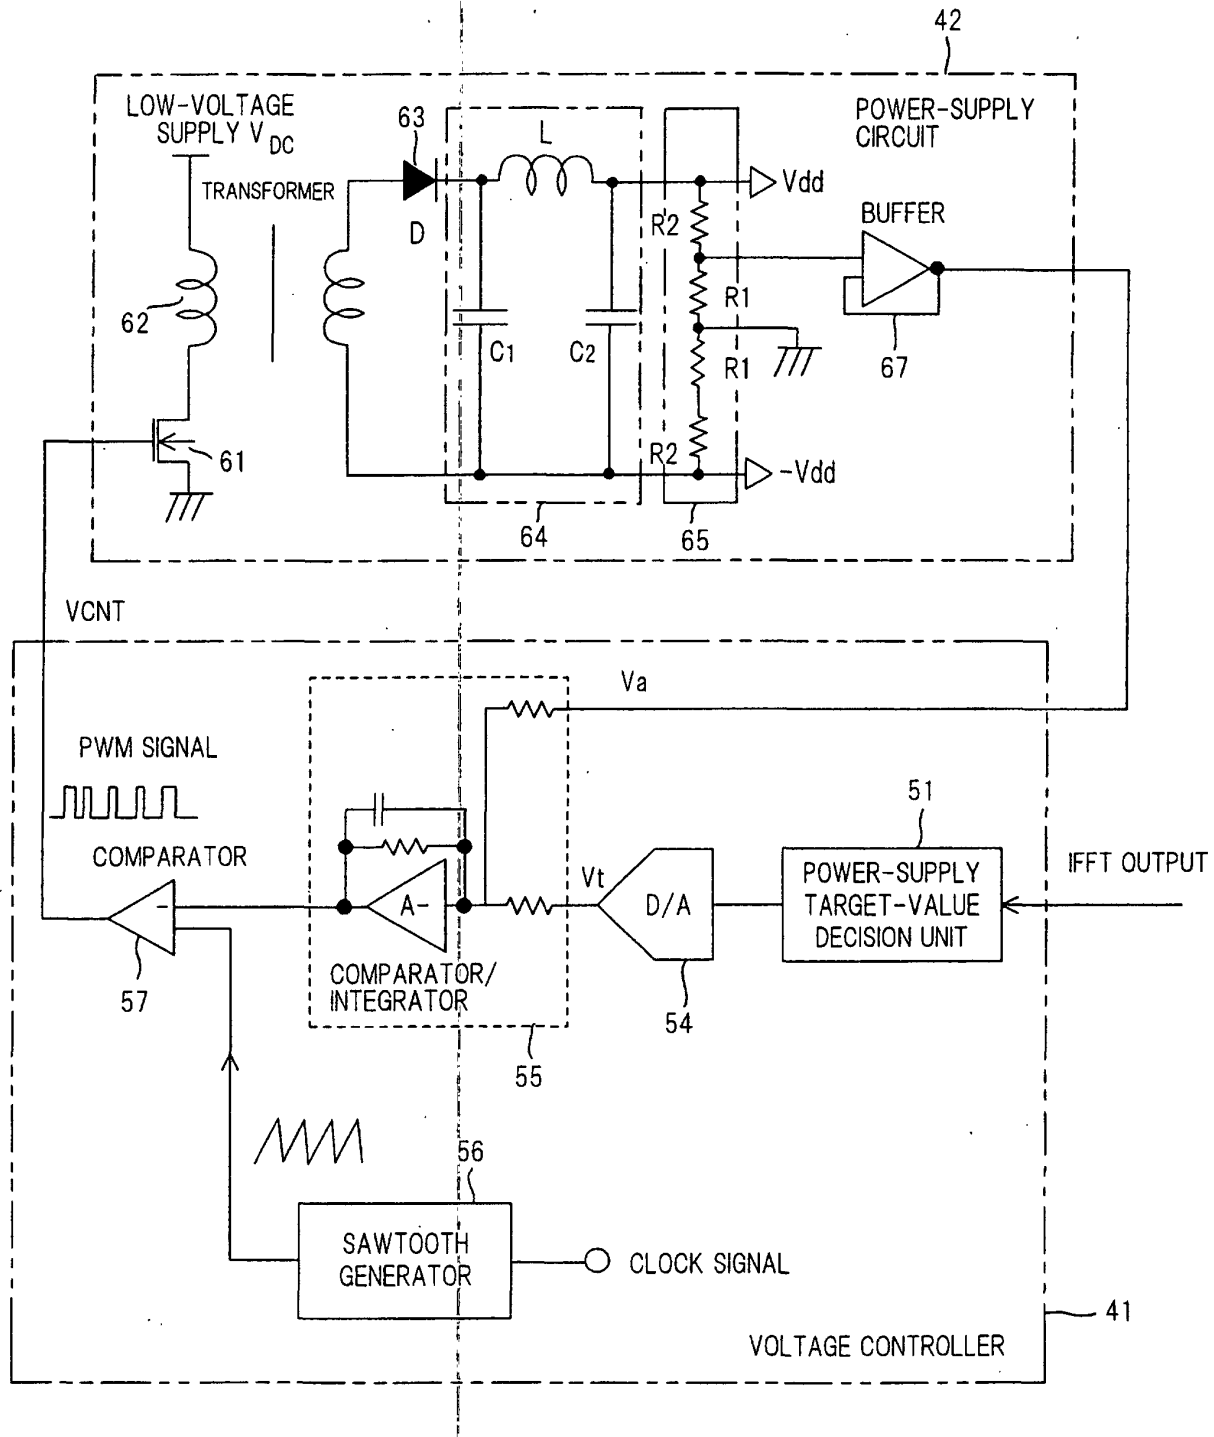 42
LOW-VOLTAGE
SUPPLY VDC
63
L
POWER-SUPPLY
CIRCUIT
TRANSFORMER
D
Vdd
R2
BUFFER
62
R1
C1
C2
R1
67
61
R2
-Vdd
64
65
VCNT
Va
PWM SIGNAL
51
COMPARATOR
IFFT OUTPUT
POWER-SUPPLY
TARGET-VALUE
DECISION UNIT
Vt
D/A
A-
-
COMPARATOR/
INTEGRATOR
57
54
55
56
SAWTOOTH
GENERATOR
CLOCK SIGNAL
41
VOLTAGE CONTROLLER